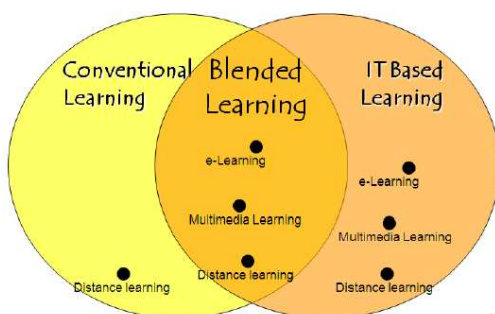 Conventional
Learning
Blended
Learning
IT Based
Learning
e-Learning
Multimedia Learning
Distance learning
Distance learning
e-Learning
Multimedia Learning
Distance learning